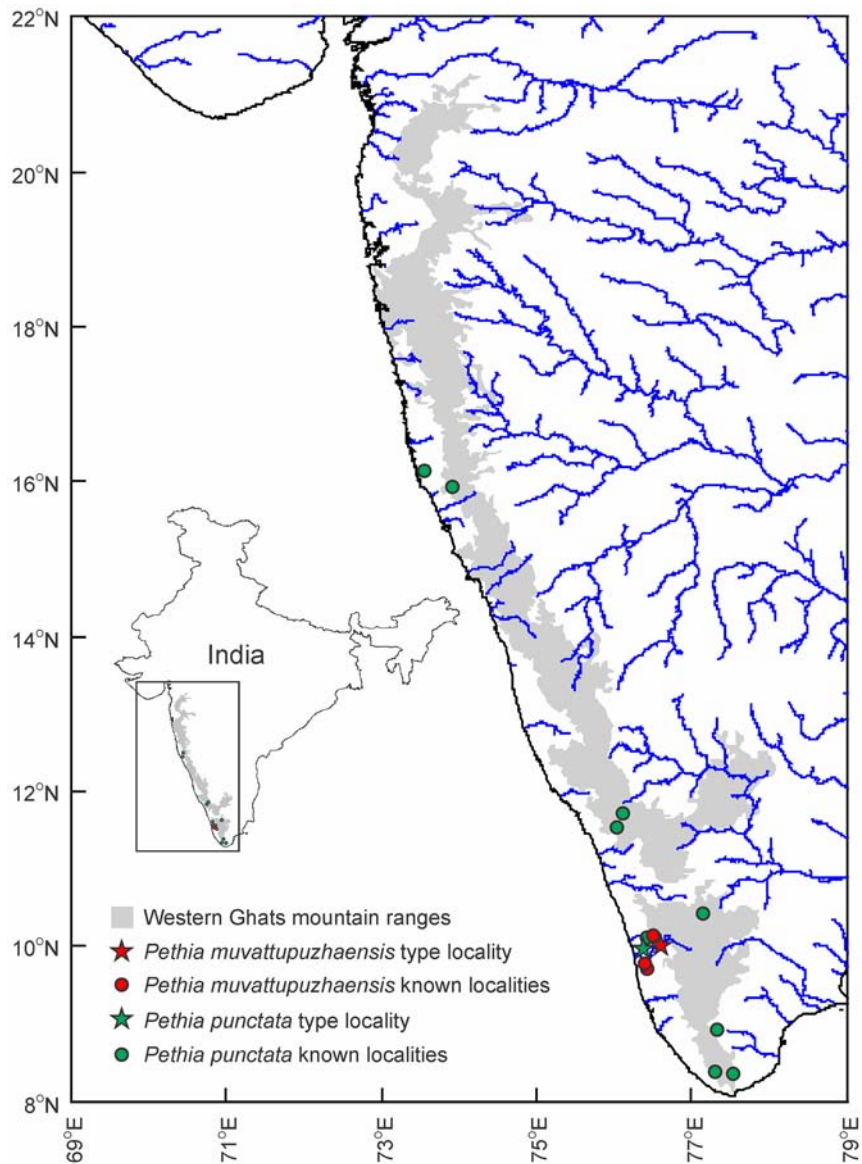 22°N
20°N
18°N
16°N
14°N
12°N
10°N
8°N
India
Western Ghats mountain ranges
Pethia muvattupuzhaensis type locality
Pethia muvattupuzhaensis known localities
Pethia punctata type locality
Pethia punctata known localities
69°E
71°E
73°E
75°E
77°E
79°E